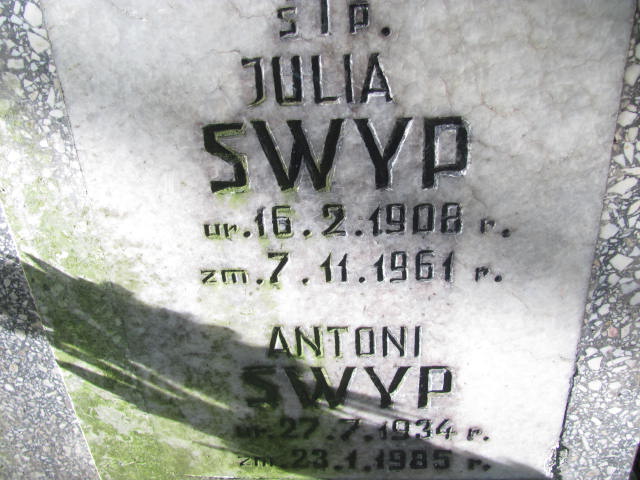 ś † p.
JULIA
SWYP
ur. 16. 2. 1908 r.
zm. 7. 11. 1961 r.
ANTONI
SWYP
ur. 27. 7. 1934 r.
zm. 23. 1. 1985 r.